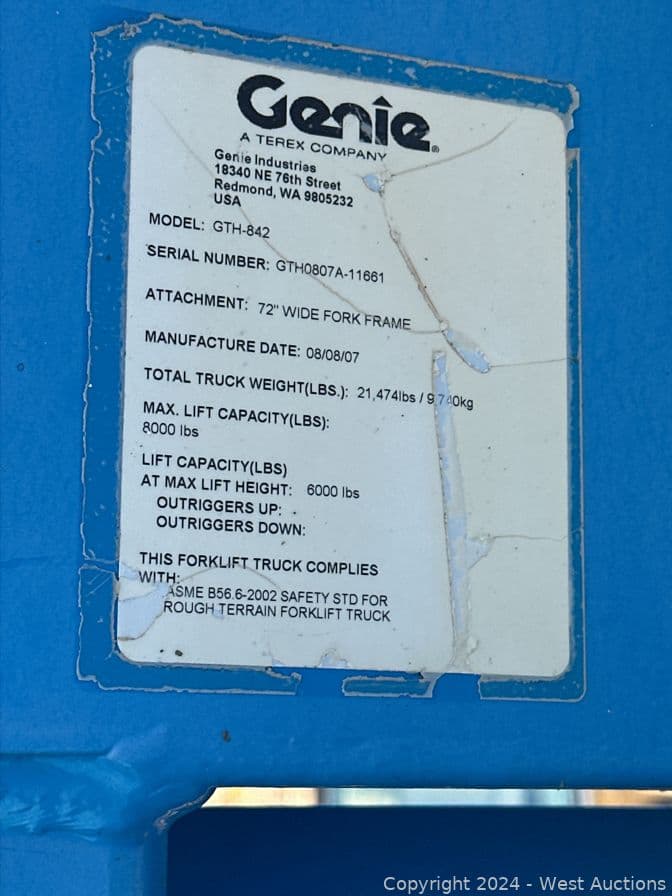 Genie®
A TEREX COMPANY
Genie Industries
18340 NE 76th Street
Redmond, WA 9805232
USA
MODEL: GTH-842
SERIAL NUMBER: GTH0807A-11661
ATTACHMENT: 72" WIDE FORK FRAME
MANUFACTURE DATE: 08/08/07
TOTAL TRUCK WEIGHT(LBS.): 21,474lbs / 9,740kg
MAX. LIFT CAPACITY(LBS):
8000 lbs
LIFT CAPACITY(LBS)
AT MAX LIFT HEIGHT: 6000 lbs
OUTRIGGERS UP: -
OUTRIGGERS DOWN:
THIS FORKLIFT TRUCK COMPLIES
WITH:
ASME B56.6-2002 SAFETY STD FOR
ROUGH TERRAIN FORKLIFT TRUCK
Copyright 2024 - West Auctions